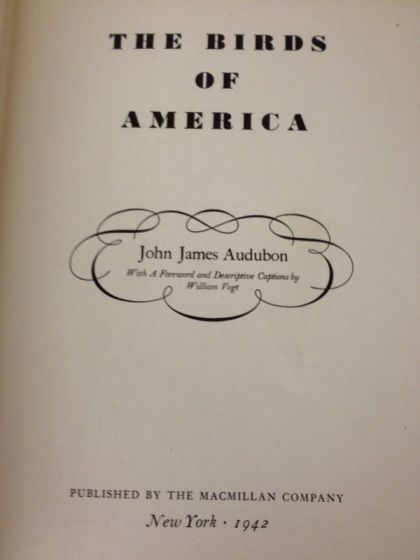 THE BIRDS
OF
AMERICA
John James Audubon
With A Foreword and Descriptive Captions by
William Vogt
PUBLISHED BY THE MACMILLAN COMPANY
New York · 1942